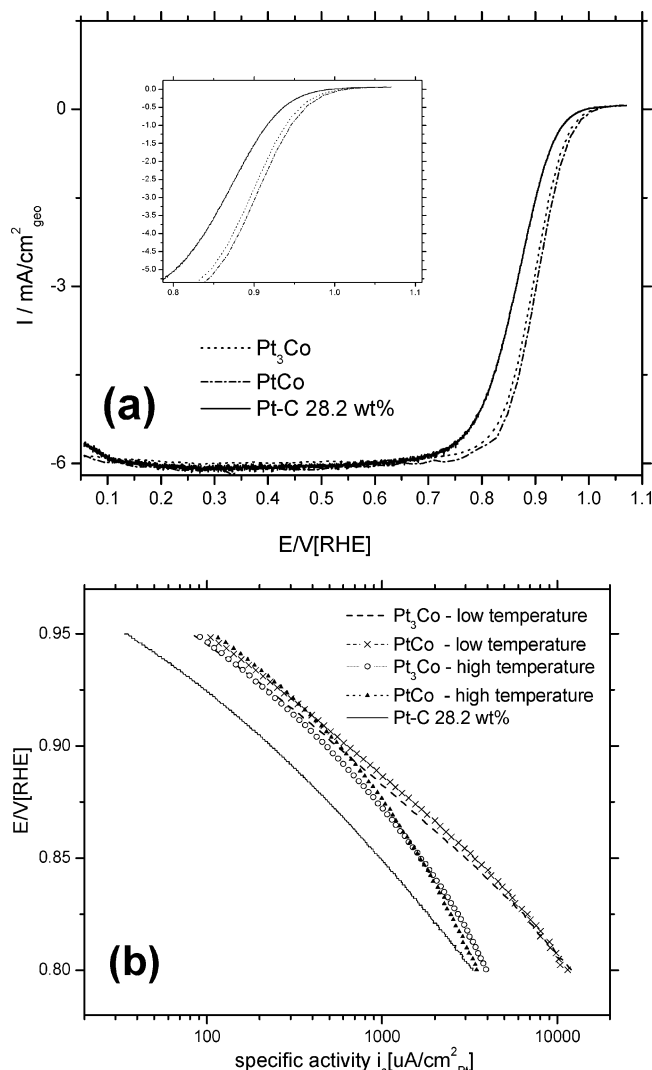 0.0
-0.5
-1.0
-1.5
-2.0
-2.5
-3.0
-3.5
-4.0
-4.5
-5.0
0.8 0.9 1.0 1.1
0
-3
-6
I / mA/cm²geo
Pt₃Co
PtCo
Pt-C 28.2 wt%
(a)
0.1 0.2 0.3 0.4 0.5 0.6 0.7 0.8 0.9 1.0 1.1
E/V[RHE]
Pt₃Co - low temperature
PtCo - low temperature
Pt₃Co - high temperature
PtCo - high temperature
Pt-C 28.2 wt%
0.95
0.90
0.85
0.80
E/V[RHE]
(b)
100 1000 10000
specific activity